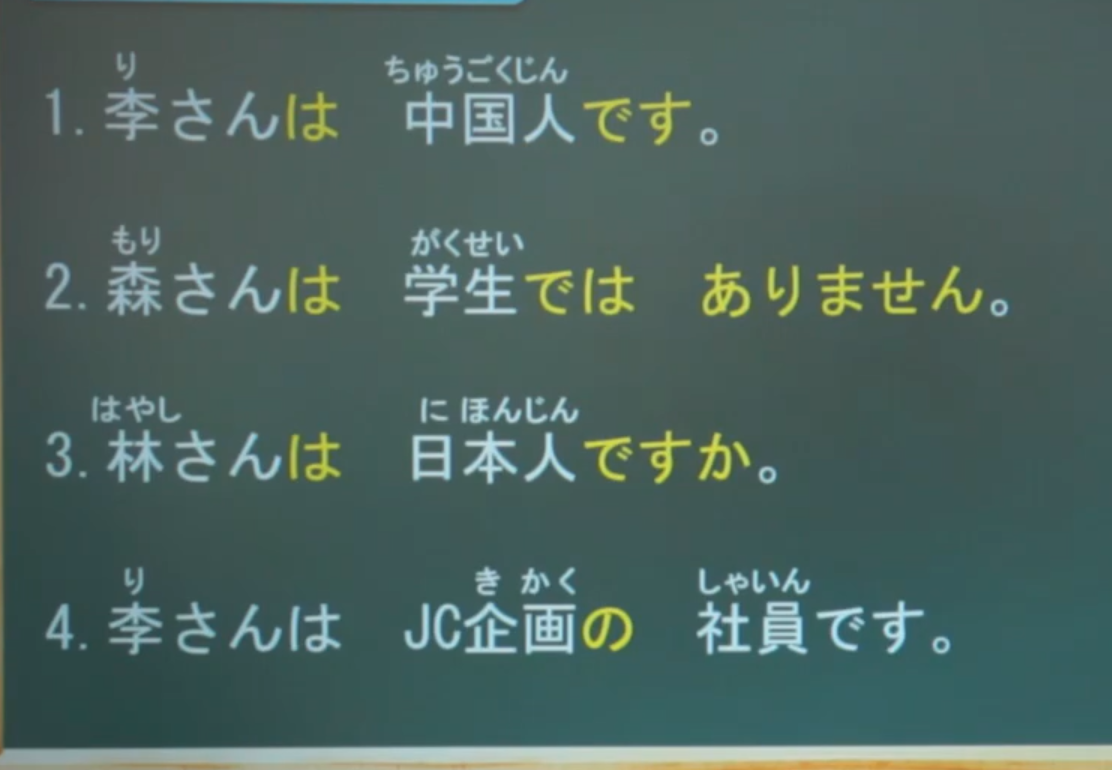 り ちゅうごくじん
1. 李さんは 中国人です。
もり がくせい
2. 森さんは 学生では ありません。
はやし に ほんじん
3. 林さんは 日本人ですか。
り き かく しゃいん
4. 李さんは JC企画の 社員です。